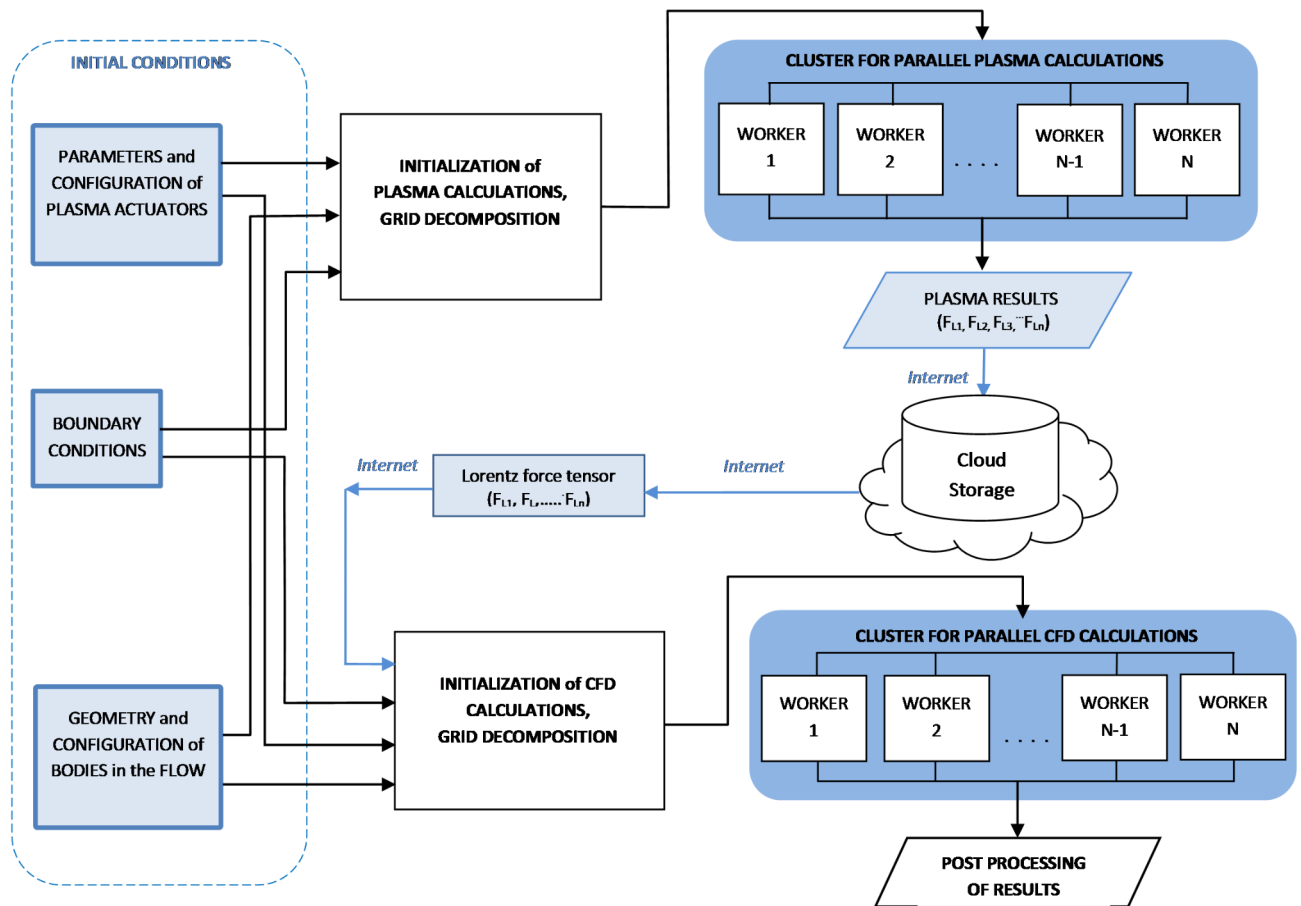 INITIAL CONDITIONS
PARAMETERS and
CONFIGURATION of
PLASMA ACTUATORS
BOUNDARY
CONDITIONS
GEOMETRY and
CONFIGURATION of
BODIES in the FLOW
INITIALIZATION of
PLASMA CALCULATIONS,
GRID DECOMPOSITION
CLUSTER FOR PARALLEL PLASMA CALCULATIONS
WORKER
1
WORKER
2
. . . .
WORKER
N-1
WORKER
N
PLASMA RESULTS
(FL1, FL2, FL3, ...FLn)
Internet
Cloud
Storage
Internet
Lorentz force tensor
(FL1, FL,......FLn)
Internet
INITIALIZATION of CFD
CALCULATIONS,
GRID DECOMPOSITION
CLUSTER FOR PARALLEL CFD CALCULATIONS
WORKER
1
WORKER
2
. . . .
WORKER
N-1
WORKER
N
POST PROCESSING
OF RESULTS